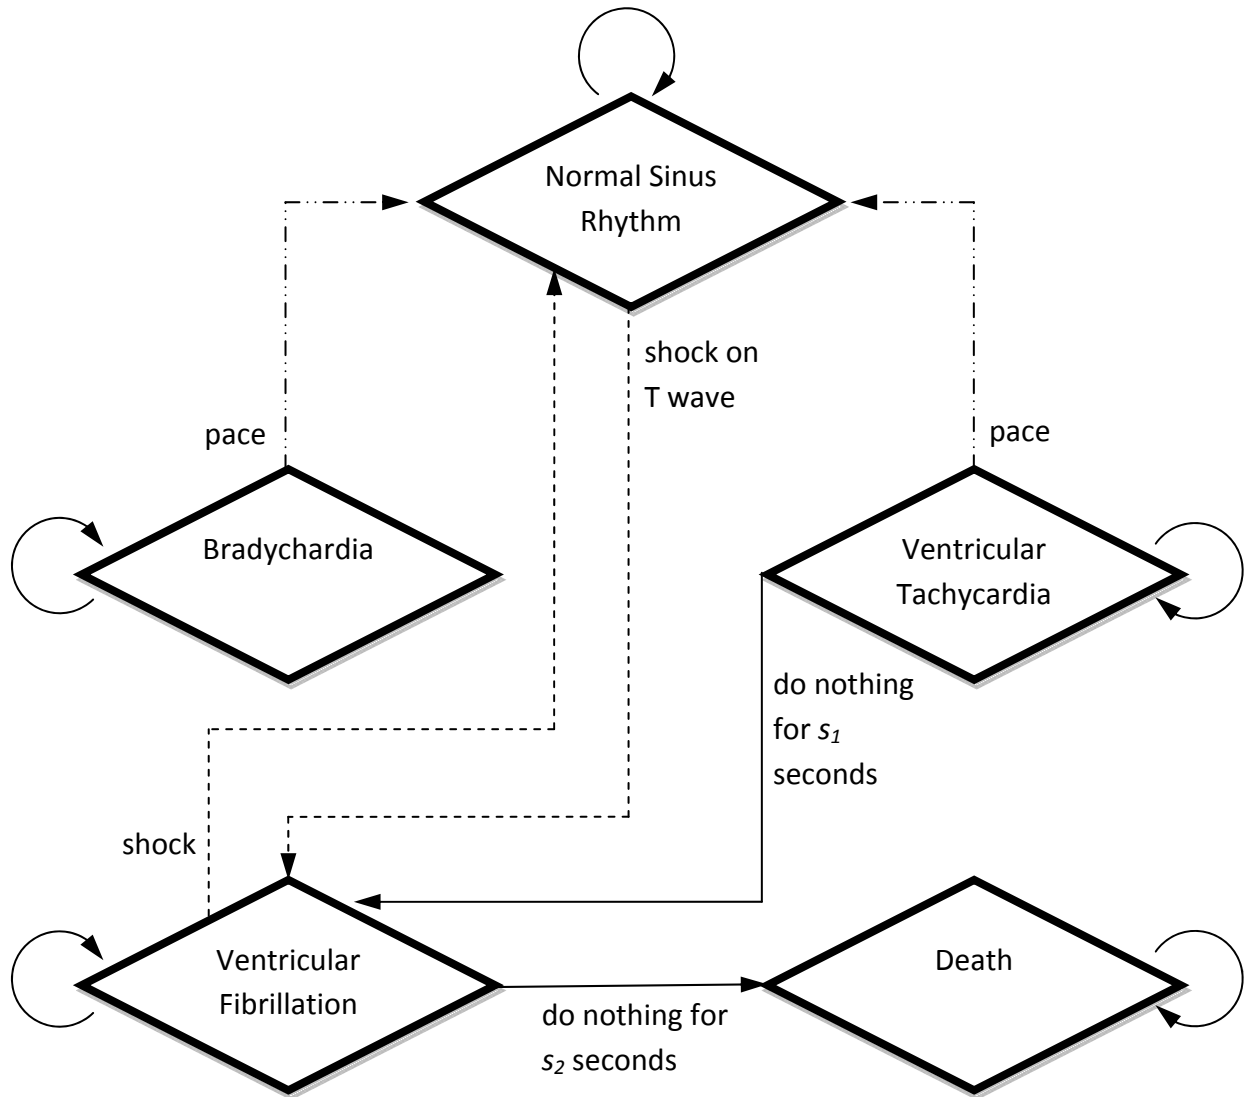 Normal Sinus
Rhythm
shock on
T wave
pace
pace
Bradychardia
Ventricular
Tachycardia
do nothing
for s₁
seconds
shock
Ventricular
Fibrillation
Death
do nothing for
s₂ seconds